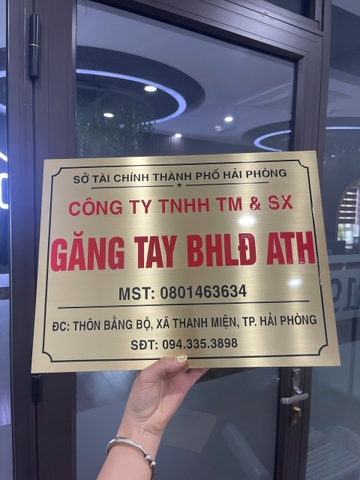 SỞ TÀI CHÍNH THÀNH PHỐ HẢI PHÒNG
CÔNG TY TNHH TM & SX
GĂNG TAY BHLĐ ATH
MST: 0801463634
ĐC: THÔN BẰNG BỘ, XÃ THANH MIỆN, TP. HẢI PHÒNG
SĐT: 094.335.3898